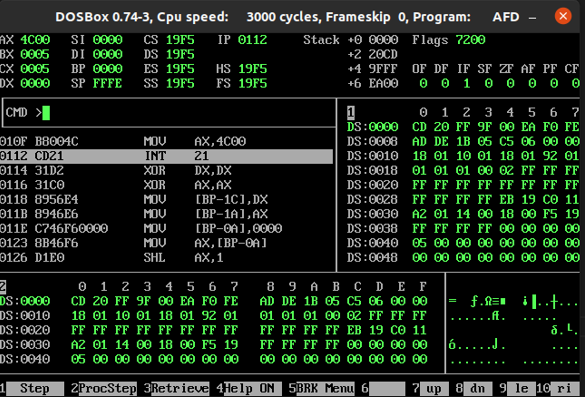 DOSBox 0.74-3, Cpu speed: 3000 cycles, Frameskip 0, Program: AFD
AX 4C00 SI 0000 CS 19F5 IP 0112 Stack +0 0000 Flags 7200
BX 0005 DI 0000 DS 19F5 +2 20CD
CX 0005 BP 0000 ES 19F5 HS 19F5 +4 9FFF OF DF IF SF ZF AF PF CF
DX 0000 SP FFFE SS 19F5 FS 19F5 +6 EA00 0 0 1 0 0 0 0 0
CMD >
1 0 1 2 3 4 5 6 7
DS:0000 CD 20 FF 9F 00 EA F0 FE
010F B8004C MOV AX,4C00 DS:0008 AD DE 1B 05 C5 06 00 00
0112 CD21 INT 21 DS:0010 18 01 10 01 18 01 92 01
0114 31D2 XOR DX,DX DS:0018 01 01 01 00 02 FF FF FF
0116 31C0 XOR AX,AX DS:0020 FF FF FF FF FF FF FF FF
0118 8956E4 MOV [BP-1C],DX DS:0028 FF FF FF FF EB 19 C0 11
011B 8946E6 MOV [BP-1A],AX DS:0030 A2 01 14 00 18 00 F5 19
011E C746F60000 MOV [BP-0A],0000 DS:0038 FF FF FF FF 00 00 00 00
0123 8B46F6 MOV AX,[BP-0A] DS:0040 05 00 00 00 00 00 00 00
0126 D1E0 SHL AX,1 DS:0048 00 00 00 00 00 00 00 00
2 0 1 2 3 4 5 6 7 8 9 A B C D E F
DS:0000 CD 20 FF 9F 00 EA F0 FE AD DE 1B 05 C5 06 00 00
DS:0010 18 01 10 01 18 01 92 01 01 01 01 00 02 FF FF FF
DS:0020 FF FF FF FF FF FF FF FF FF FF FF FF EB 19 C0 11
DS:0030 A2 01 14 00 18 00 F5 19 FF FF FF FF 00 00 00 00
DS:0040 05 00 00 00 00 00 00 00 00 00 00 00 00 00 00 00
1 Step 2 ProcStep 3 Retrieve 4 Help ON 5 BRK Menu 6 7 up 8 dn 9 le 10 ri